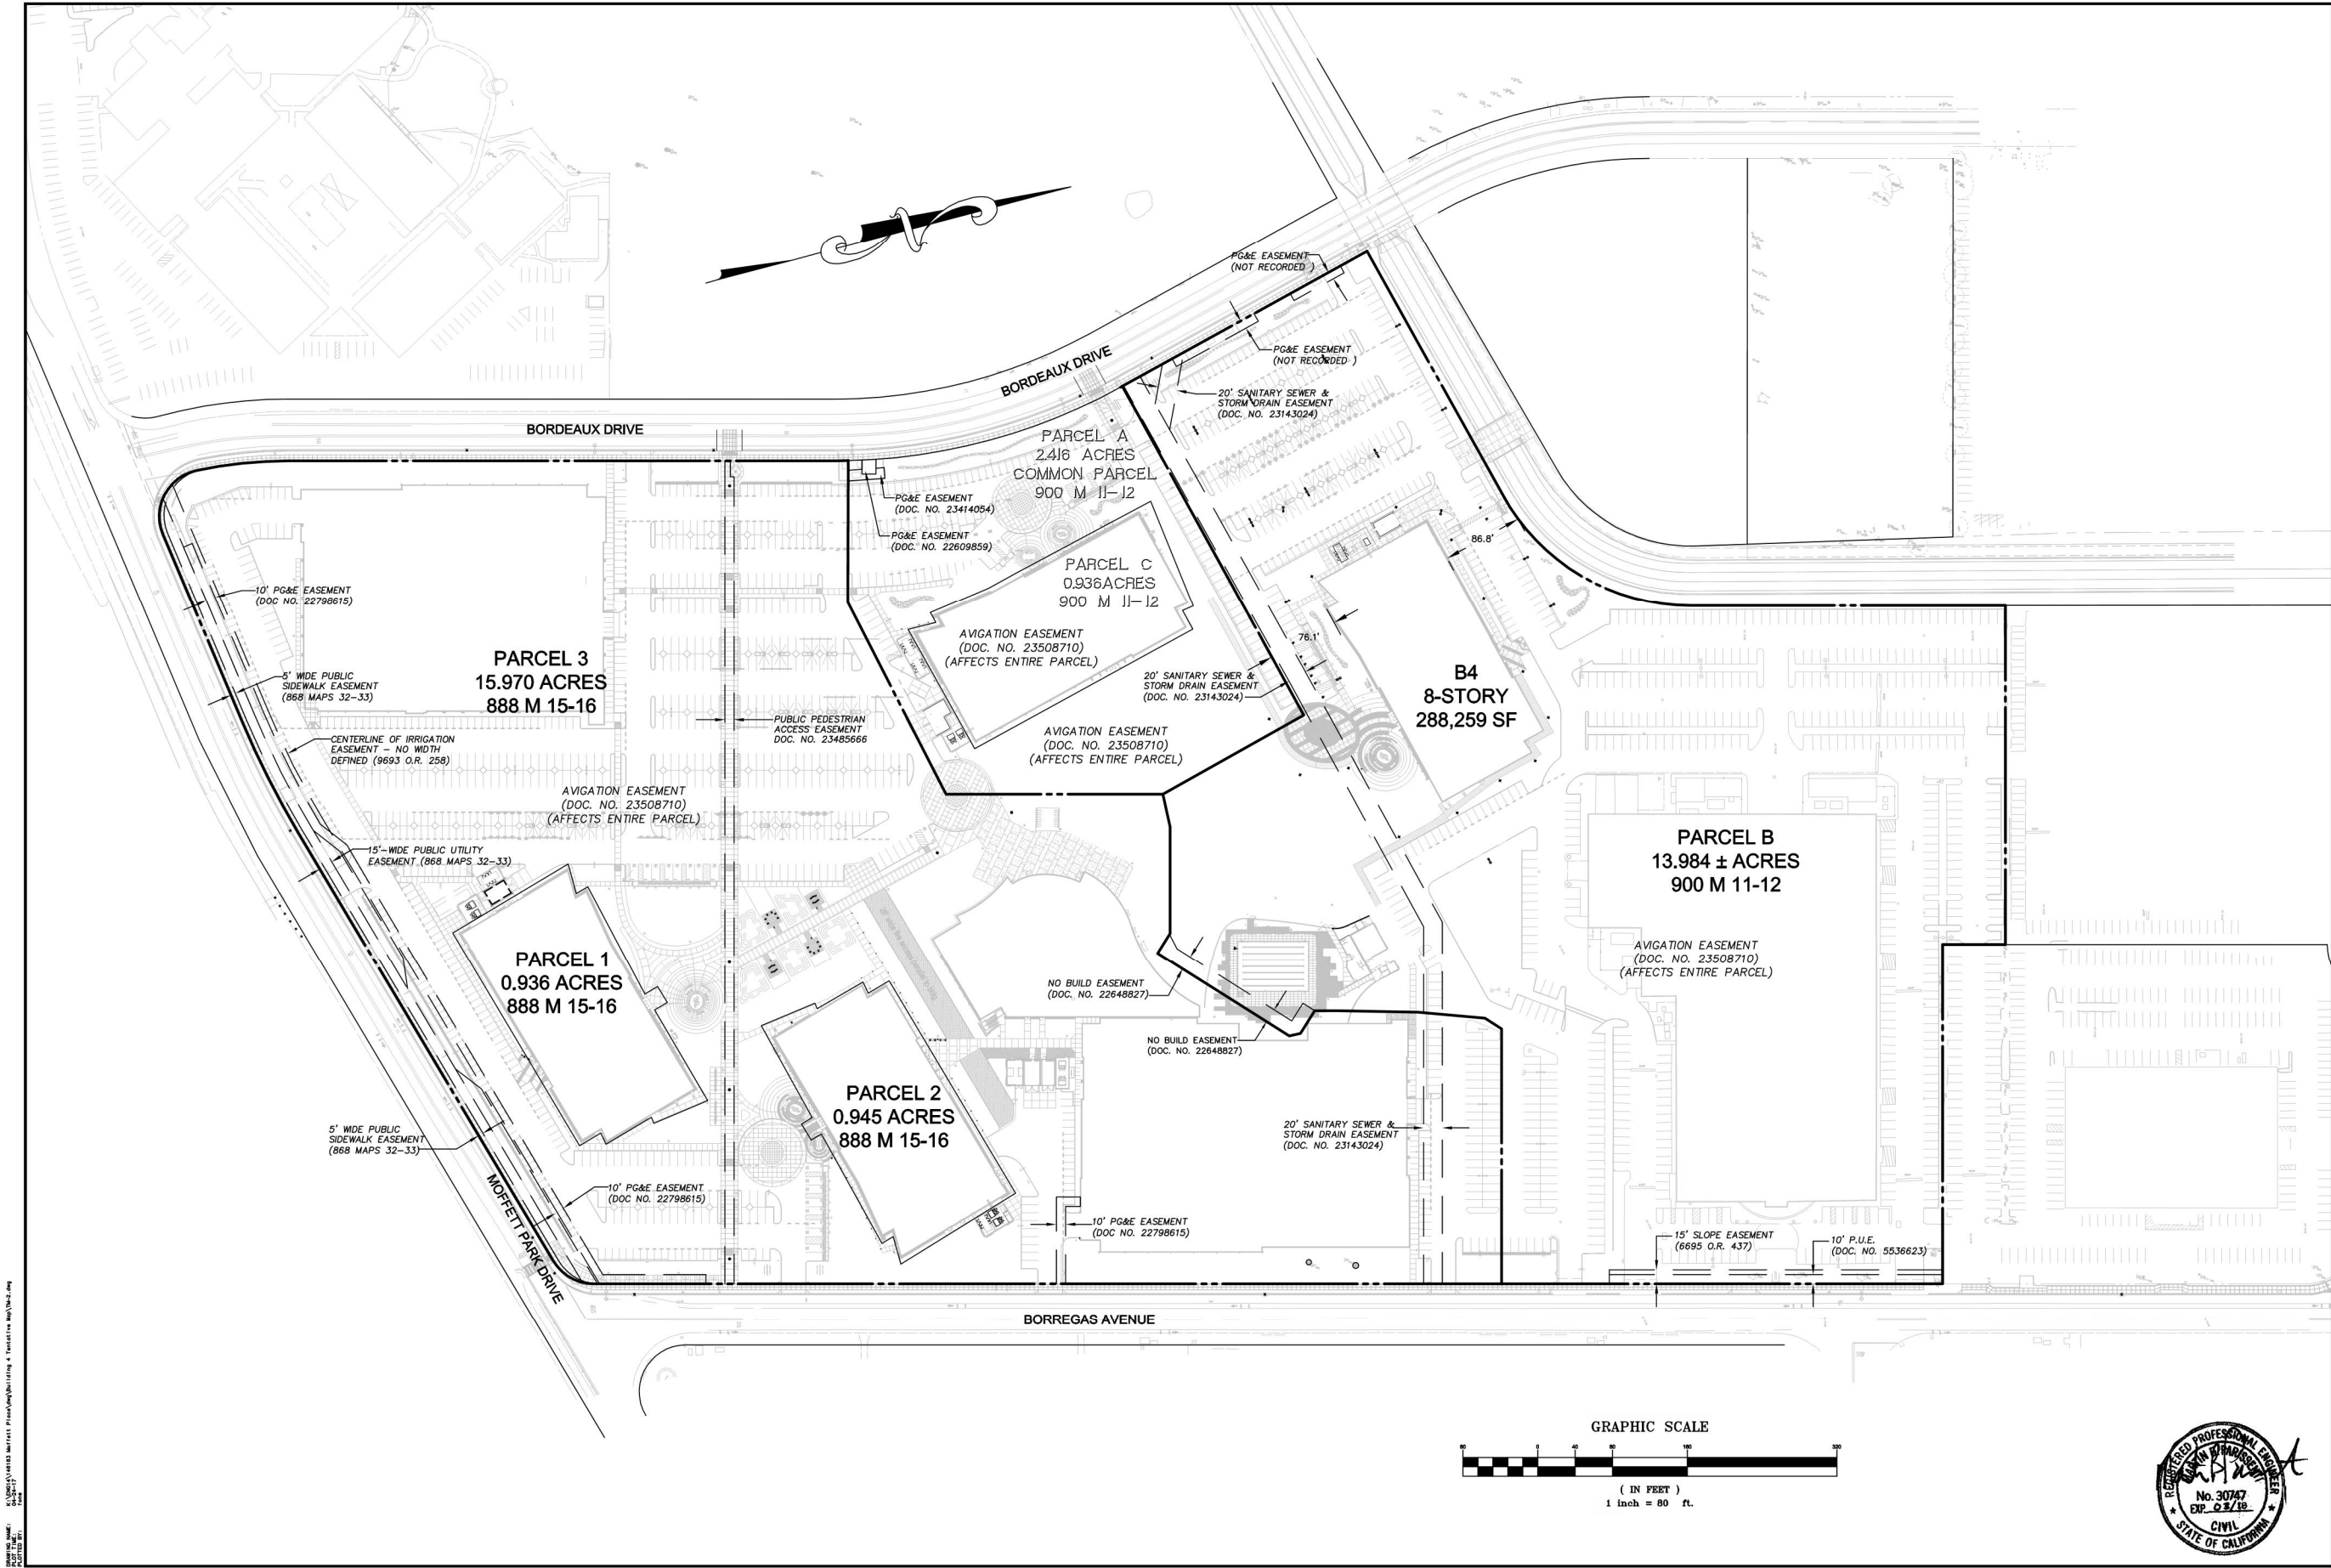 PG&E EASEMENT
(NOT RECORDED )
PG&E EASEMENT
(NOT RECORDED )
BORDEAUX DRIVE
20' SANITARY SEWER &
STORM DRAIN EASEMENT
(DOC. NO. 23143024)
BORDEAUX DRIVE
PARCEL A
2.416 ACRES
COMMON PARCEL
900 M 11-12
PG&E EASEMENT
(DOC. NO. 23414054)
PG&E EASEMENT
(DOC. NO. 22609859)
86.8'
PARCEL C
0.936ACRES
900 M 11-12
10' PG&E EASEMENT
(DOC NO. 22798615)
AVIGATION EASEMENT
(DOC. NO. 23508710)
(AFFECTS ENTIRE PARCEL)
76.1'
PARCEL 3
15.970 ACRES
888 M 15-16
5' WIDE PUBLIC
SIDEWALK EASEMENT
(868 MAPS 32-33)
20' SANITARY SEWER &
STORM DRAIN EASEMENT
(DOC. NO. 23143024)
B4
8-STORY
288,259 SF
PUBLIC PEDESTRIAN
ACCESS EASEMENT
DOC. NO. 23485666
CENTERLINE OF IRRIGATION
EASEMENT - NO WIDTH
DEFINED (9693 O.R. 258)
AVIGATION EASEMENT
(DOC. NO. 23508710)
(AFFECTS ENTIRE PARCEL)
AVIGATION EASEMENT
(DOC. NO. 23508710)
(AFFECTS ENTIRE PARCEL)
15'-WIDE PUBLIC UTILITY
EASEMENT (868 MAPS 32-33)
PARCEL B
13.984 ± ACRES
900 M 11-12
PARCEL 1
0.936 ACRES
888 M 15-16
AVIGATION EASEMENT
(DOC. NO. 23508710)
(AFFECTS ENTIRE PARCEL)
NO BUILD EASEMENT
(DOC. NO. 22648827)
NO BUILD EASEMENT
(DOC. NO. 22648827)
PARCEL 2
0.945 ACRES
888 M 15-16
5' WIDE PUBLIC
SIDEWALK EASEMENT
(868 MAPS 32-33)
20' SANITARY SEWER &
STORM DRAIN EASEMENT
(DOC. NO. 23143024)
10' PG&E EASEMENT
(DOC NO. 22798615)
MOFFETT PARK DRIVE
10' PG&E EASEMENT
(DOC NO. 22798615)
15' SLOPE EASEMENT
(6695 O.R. 437)
10' P.U.E.
(DOC. NO. 5536623)
BORREGAS AVENUE
GRAPHIC SCALE
80 0 40 80 160 320
( IN FEET )
1 inch = 80 ft.
REGISTERED PROFESSIONAL ENGINEER
No. 30747
EXP.
CIVIL
STATE OF CALIFORNIA
DRAWING NAME:
PLOT TIME:
PLOTTED BY: